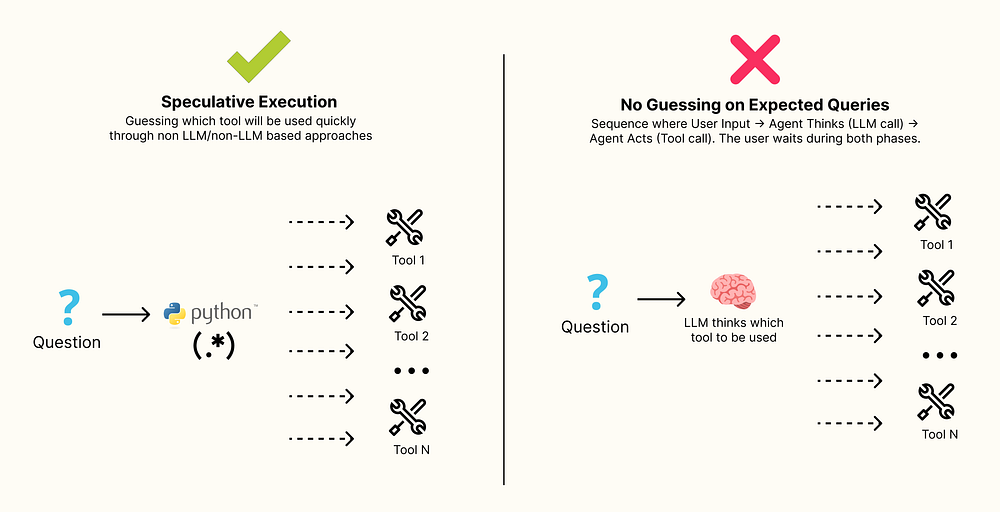 Speculative Execution
Guessing which tool will be used quickly
through non LLM/non-LLM based approaches
?
Question
python™
(.*)
Tool 1
Tool 2
•••
Tool N
No Guessing on Expected Queries
Sequence where User Input → Agent Thinks (LLM call) →
Agent Acts (Tool call). The user waits during both phases.
?
Question
LLM thinks which
tool to be used
Tool 1
Tool 2
•••
Tool N